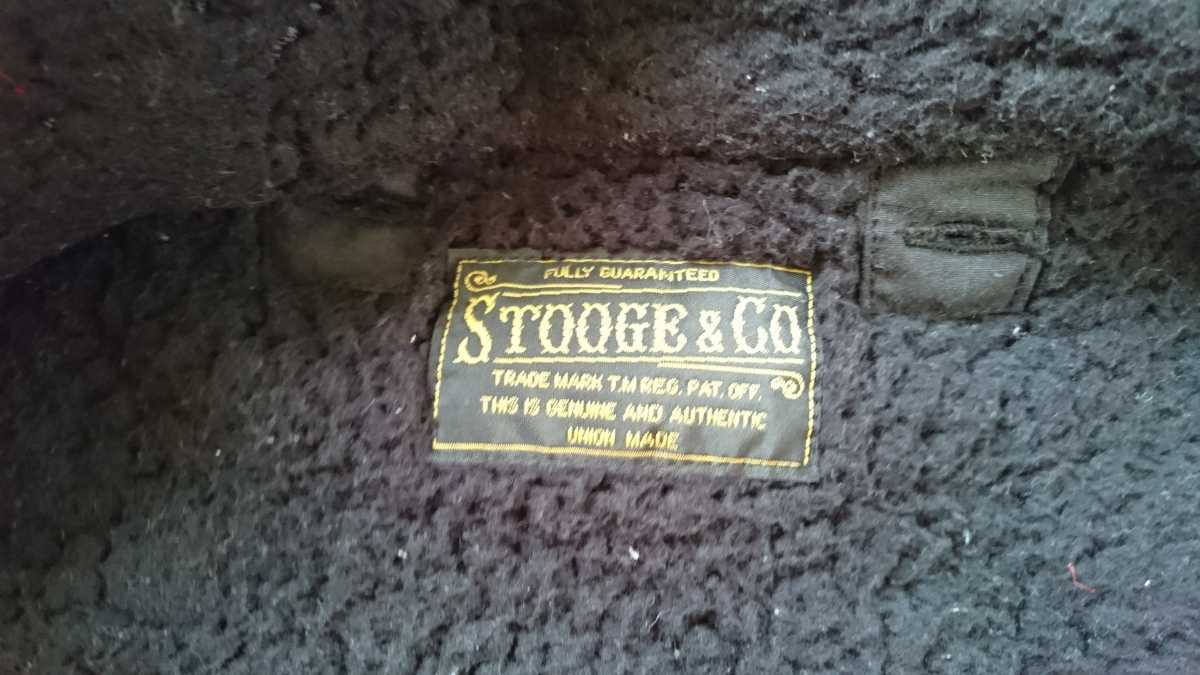 FULLY GUARANTEED
STOOGE & CO
TRADE MARK T.M REG. PAT. OFF.
THIS IS GENUINE AND AUTHENTIC
UNION MADE